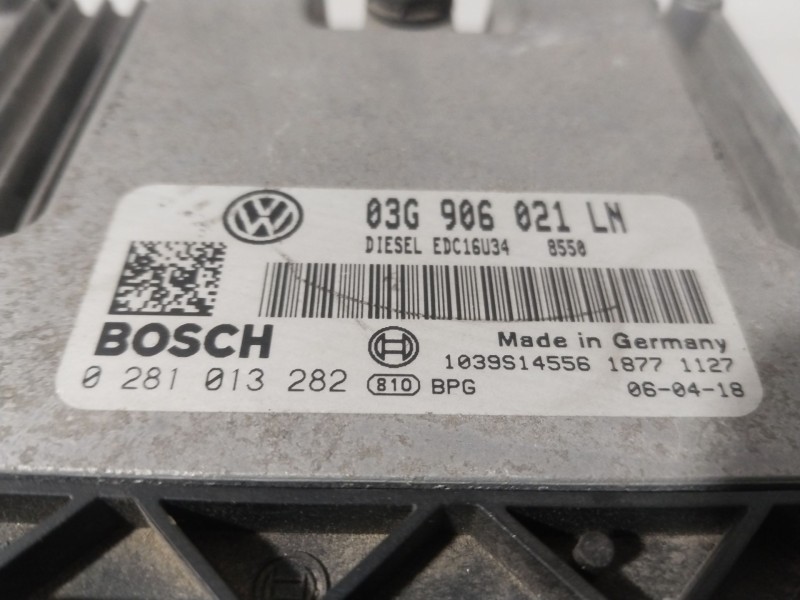 03G 906 021 LN
DIESEL EDC16U34 8550
BOSCH
Made in Germany
1039S14556 1877 1127
0 281 013 282 810 BPG 06-04-18